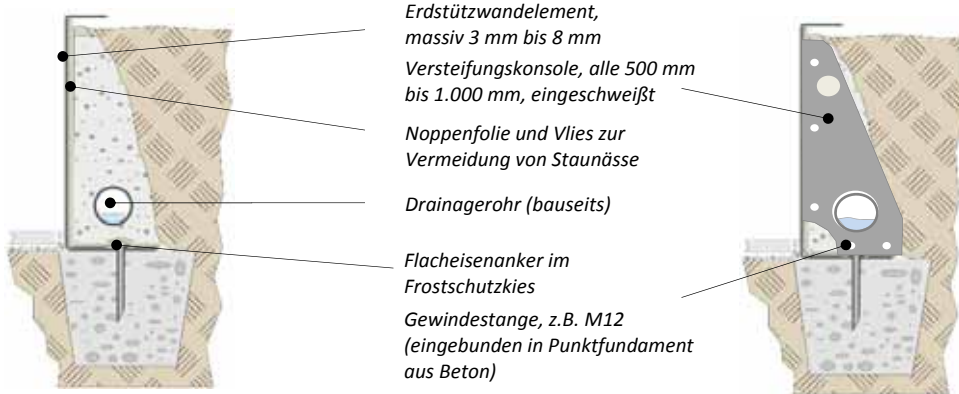 Erdstützwandelement,
massiv 3 mm bis 8 mm
Versteifungskonsole, alle 500 mm
bis 1.000 mm, eingeschweißt
Noppenfolie und Vlies zur
Vermeidung von Staunässe
Drainagerohr (bauseits)
Flacheisenanker im
Frostschutzkies
Gewindestange, z.B. M12
(eingebunden in Punktfundament
aus Beton)